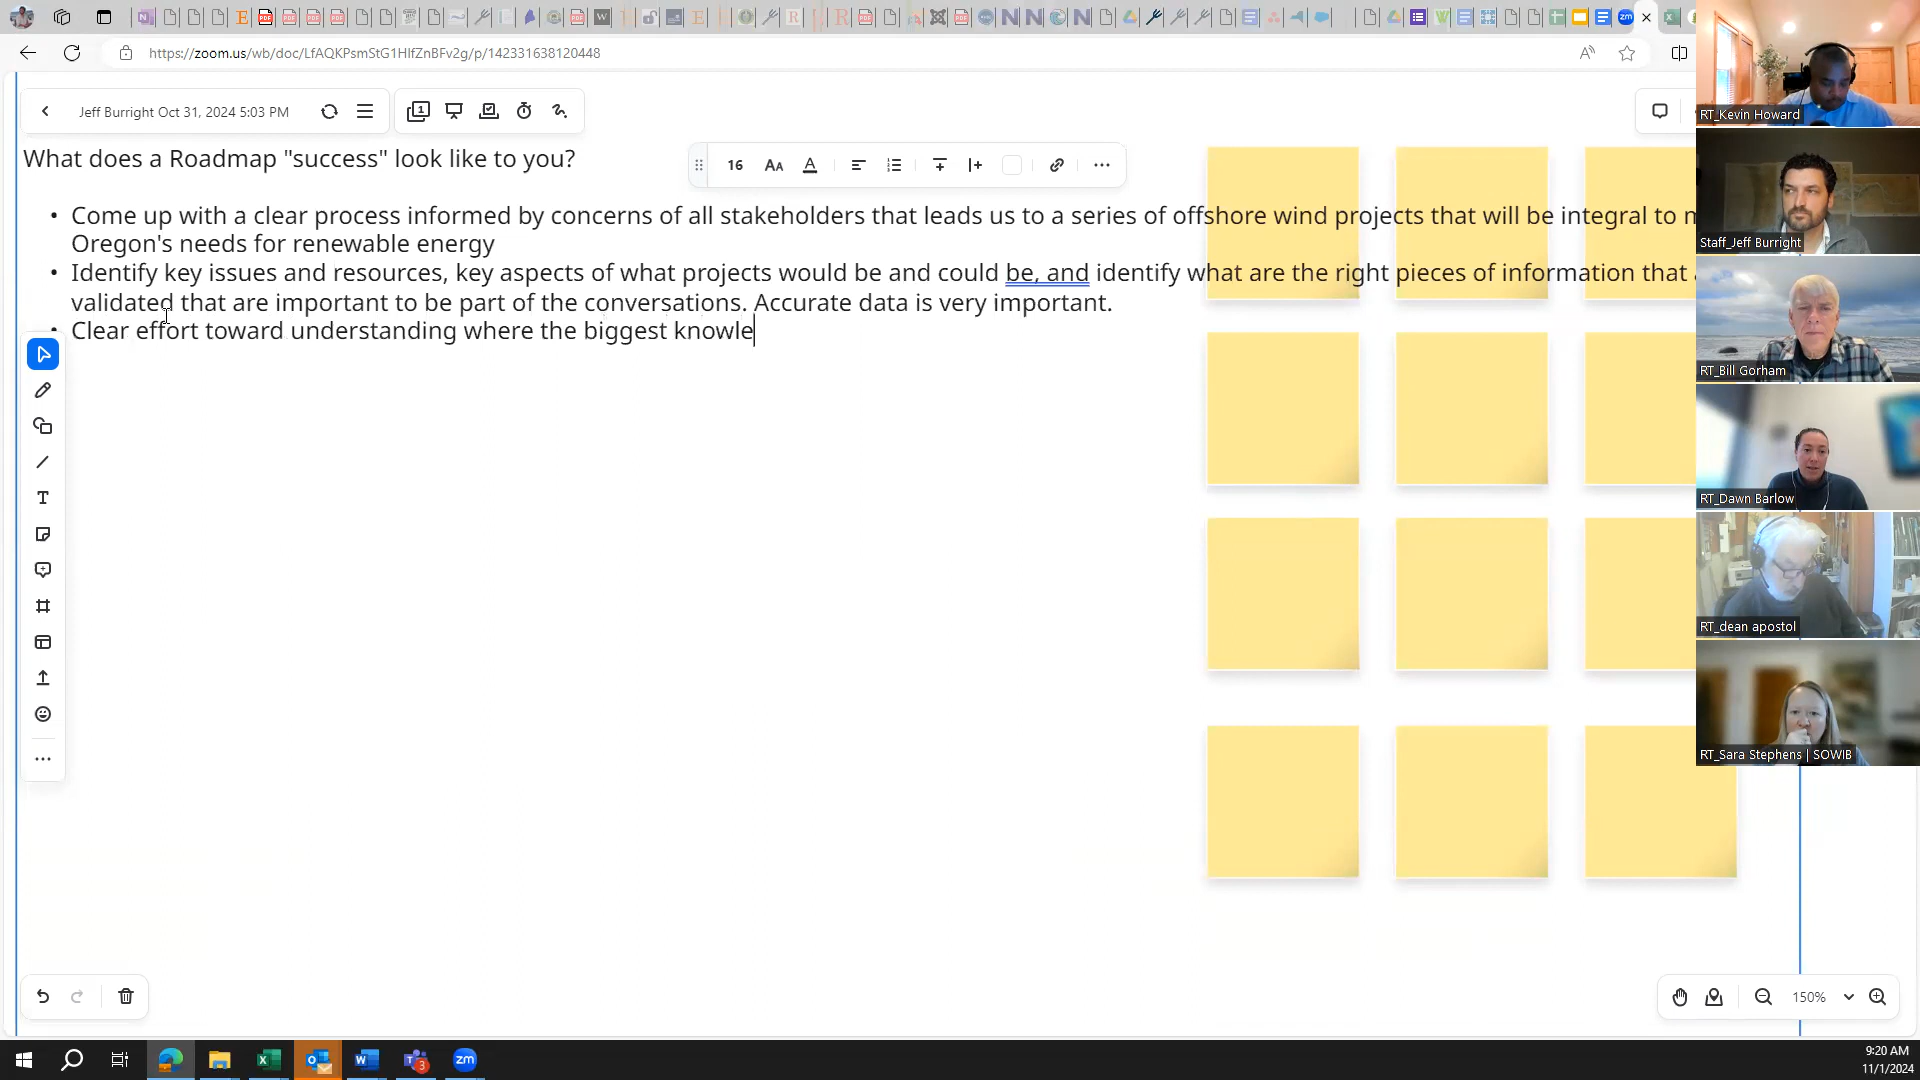 https://zoom.us/wb/doc/LfAQKPsmStG1HIfZnBFv2g/p/142331638120448
Jeff Burright Oct 31, 2024 5:03 PM
What does a Roadmap "success" look like to you?
16
• Come up with a clear process informed by concerns of all stakeholders that leads us to a series of offshore wind projects that will be integral to
Oregon's needs for renewable energy
• Identify key issues and resources, key aspects of what projects would be and could be, and identify what are the right pieces of information that
validated that are important to be part of the conversations. Accurate data is very important.
• Clear effort toward understanding where the biggest knowle
RT_Kevin Howard
Staff_Jeff Burright
RT_Bill Gorham
RT_Dawn Barlow
RT_dean apostol
RT_Sara Stephens | SOWIB
150%
9:20 AM
11/1/2024